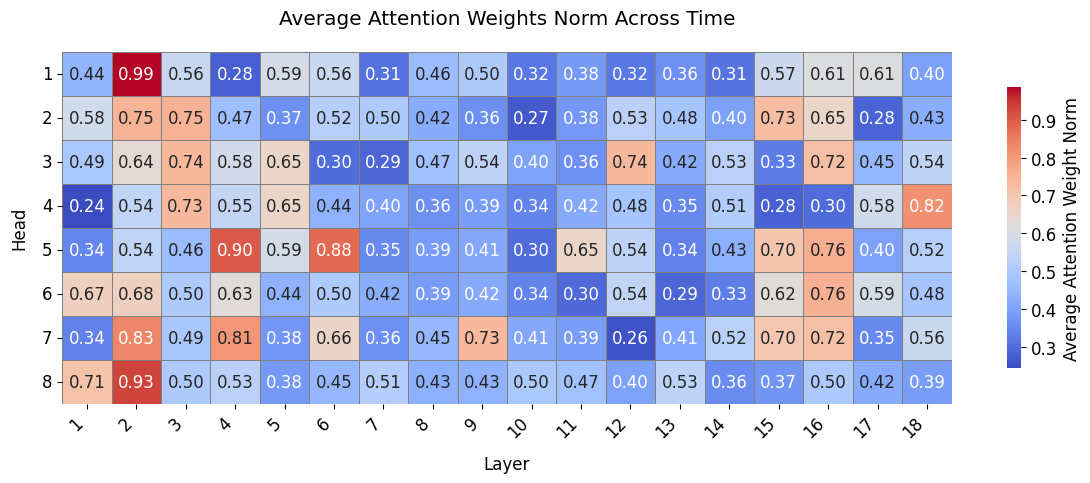 Average Attention Weights Norm Across Time
Head
1 0.44 0.99 0.56 0.28 0.59 0.56 0.31 0.46 0.50 0.32 0.38 0.32 0.36 0.31 0.57 0.61 0.61 0.40
2 0.58 0.75 0.75 0.47 0.37 0.52 0.50 0.42 0.36 0.27 0.38 0.53 0.48 0.40 0.73 0.65 0.28 0.43
3 0.49 0.64 0.74 0.58 0.65 0.30 0.29 0.47 0.54 0.40 0.36 0.74 0.42 0.53 0.33 0.72 0.45 0.54
4 0.24 0.54 0.73 0.55 0.65 0.44 0.40 0.36 0.39 0.34 0.42 0.48 0.35 0.51 0.28 0.30 0.58 0.82
5 0.34 0.54 0.46 0.90 0.59 0.88 0.35 0.39 0.41 0.30 0.65 0.54 0.34 0.43 0.70 0.76 0.40 0.52
6 0.67 0.68 0.50 0.63 0.44 0.50 0.42 0.39 0.42 0.34 0.30 0.54 0.29 0.33 0.62 0.76 0.59 0.48
7 0.34 0.83 0.49 0.81 0.38 0.66 0.36 0.45 0.73 0.41 0.39 0.26 0.41 0.52 0.70 0.72 0.35 0.56
8 0.71 0.93 0.50 0.53 0.38 0.45 0.51 0.43 0.43 0.50 0.47 0.40 0.53 0.36 0.37 0.50 0.42 0.39
1 2 3 4 5 6 7 8 9 10 11 12 13 14 15 16 17 18
Layer
0.9
0.8
0.7
0.6
0.5
0.4
0.3
Average Attention Weight Norm